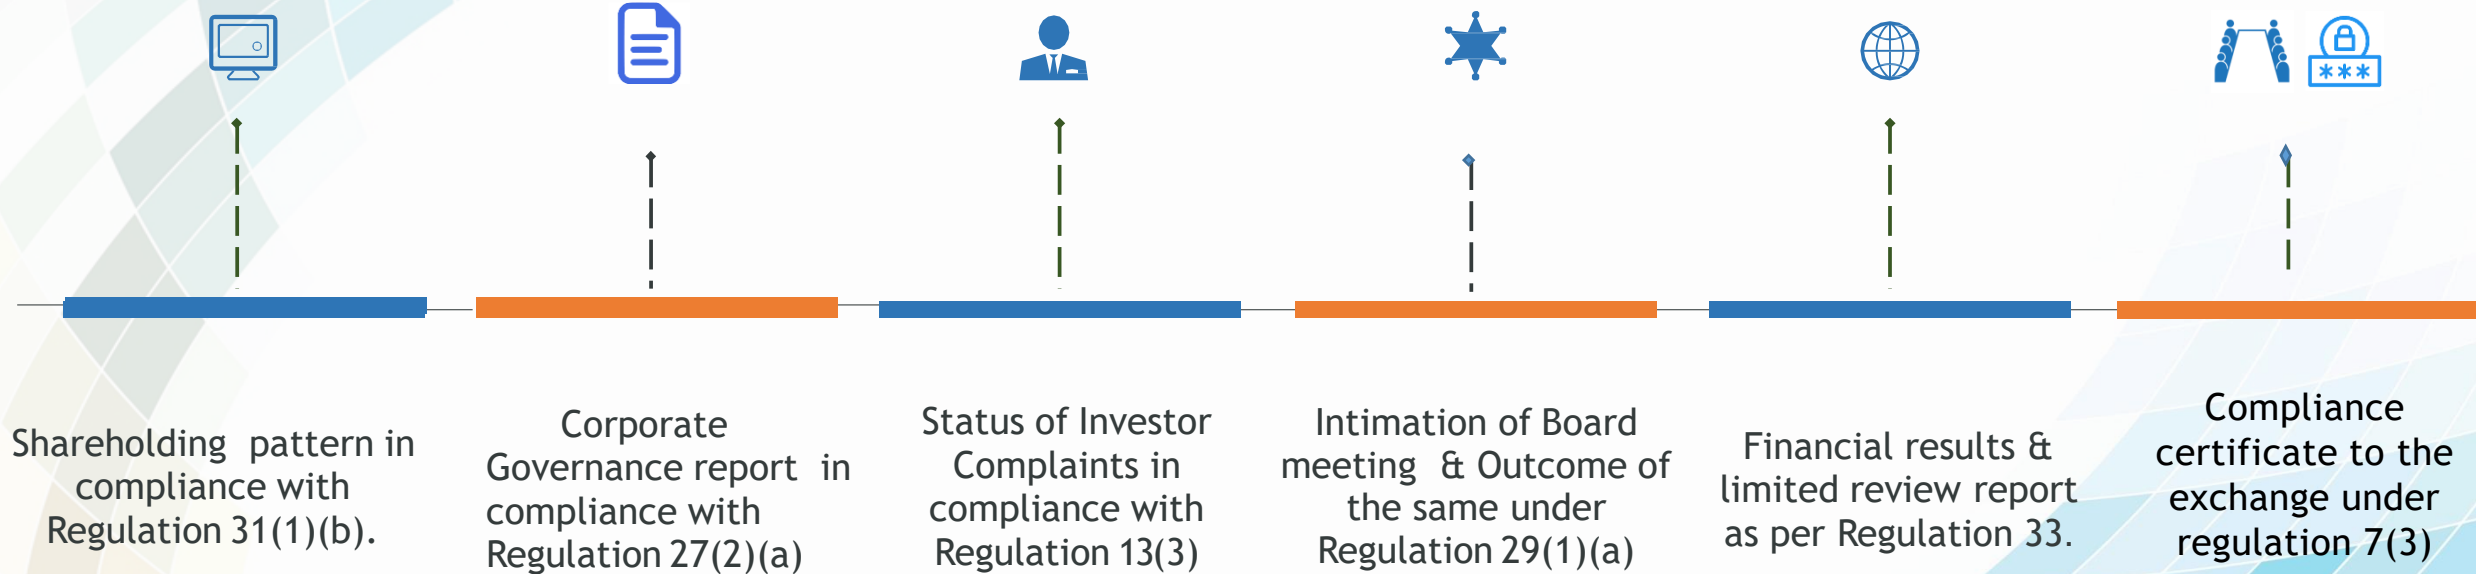 ***
Shareholding pattern in
compliance with
Regulation 31(1)(b).
Corporate
Governance report in
compliance with
Regulation 27(2)(a)
Status of Investor
Complaints in
compliance with
Regulation 13(3)
Intimation of Board
meeting & Outcome of
the same under
Regulation 29(1)(a)
Financial results &
limited review report
as per Regulation 33.
Compliance
certificate to the
exchange under
regulation 7(3)